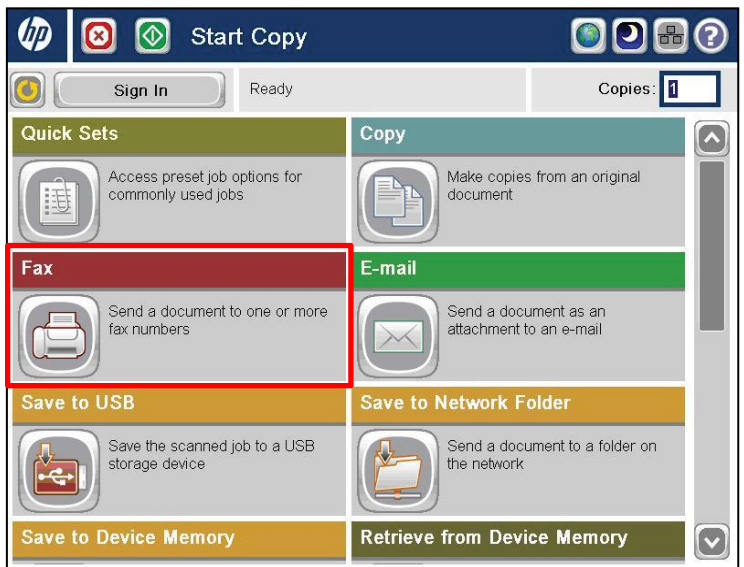 hp
Start Copy
?
Sign In
Ready
Copies: 1
Quick Sets
Access preset job options for
commonly used jobs
Copy
Make copies from an original
document
Fax
Send a document to one or more
fax numbers
E-mail
Send a document as an
attachment to an e-mail
Save to USB
Save the scanned job to a USB
storage device
Save to Network Folder
Send a document to a folder on
the network
Save to Device Memory
Retrieve from Device Memory